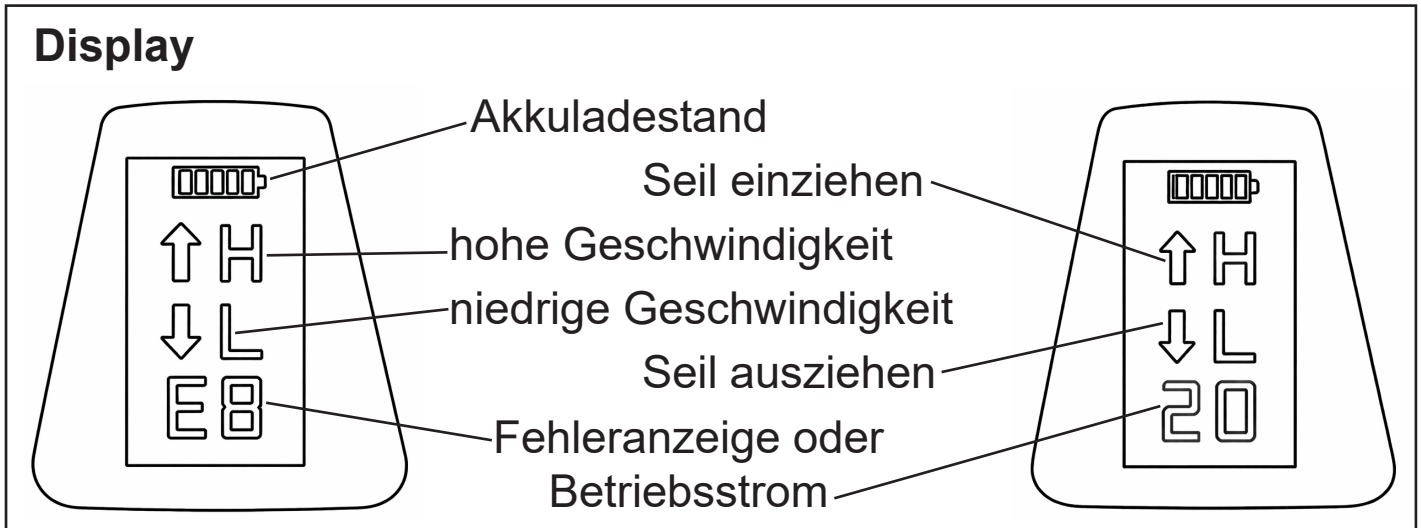 Display
Akkuladestand
Seil einziehen
H
H
hohe Geschwindigkeit
niedrige Geschwindigkeit
L
L
Seil ausziehen
E8
20
Fehleranzeige oder
Betriebsstrom